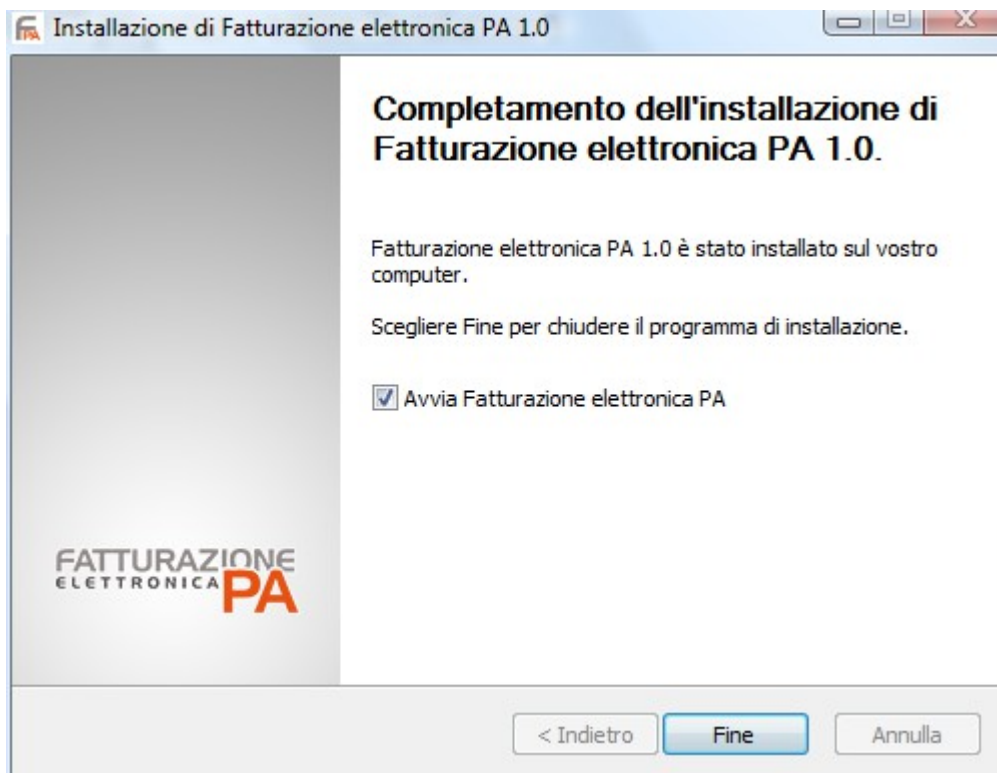 Installazione di Fatturazione elettronica PA 1.0
Completamento dell'installazione di
Fatturazione elettronica PA 1.0.
Fatturazione elettronica PA 1.0 è stato installato sul vostro
computer.
Scegliere Fine per chiudere il programma di installazione.
Avvia Fatturazione elettronica PA
FATTURAZIONE
ELETTRONICA PA
< Indietro
Fine
Annulla